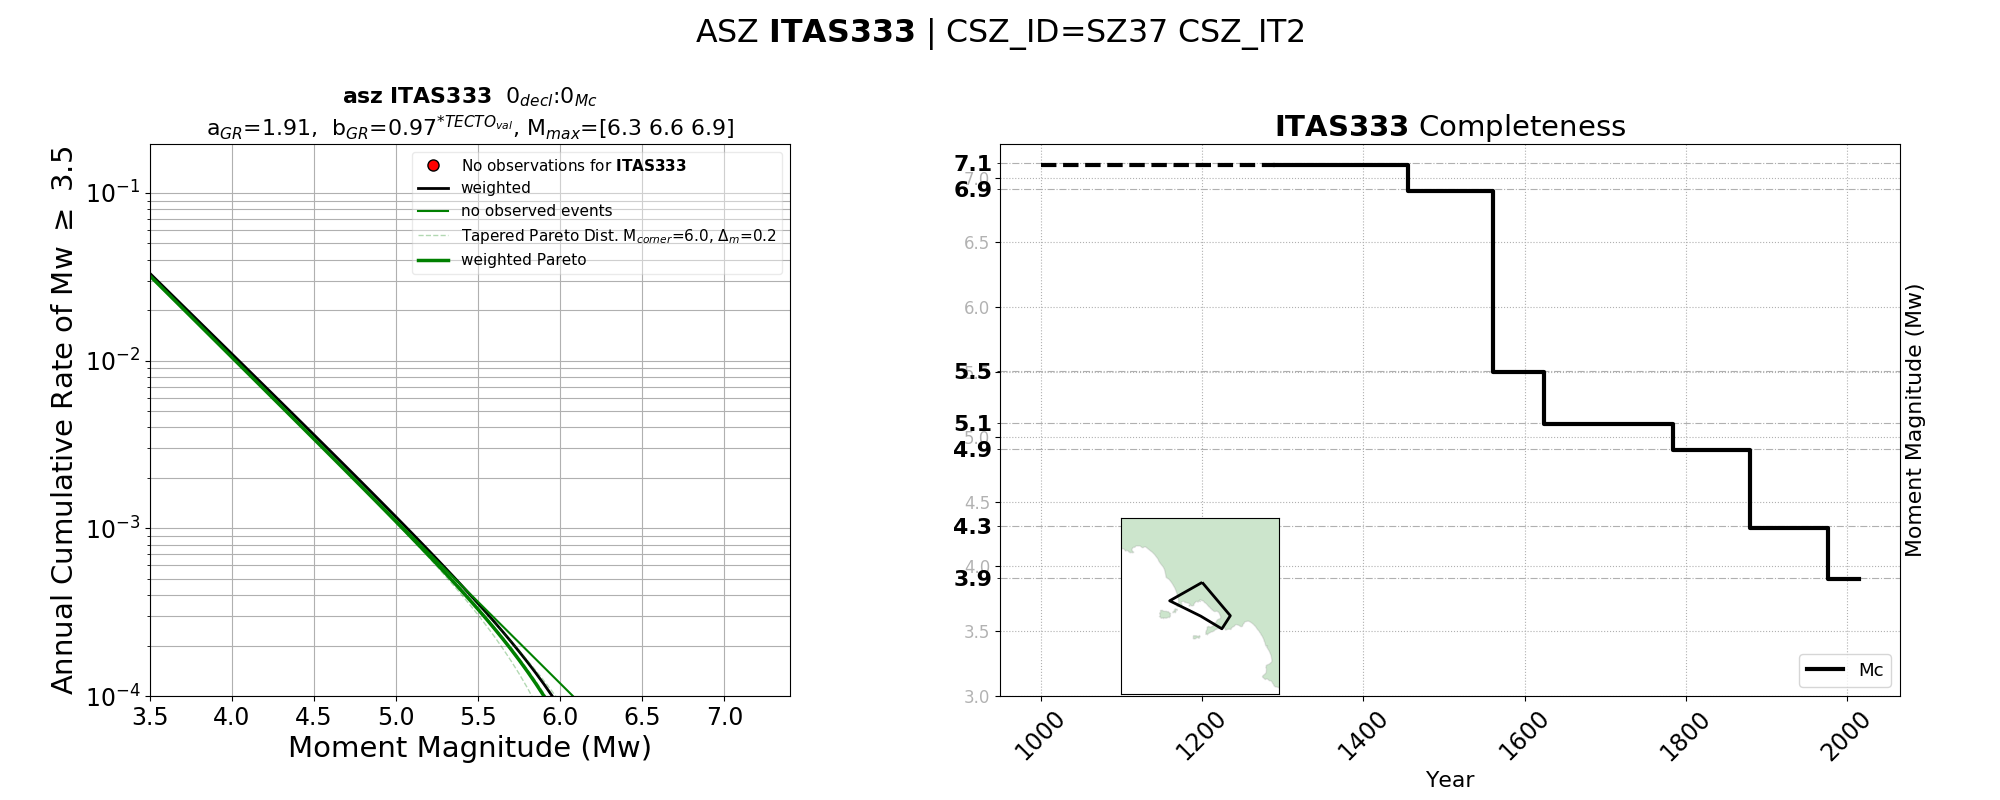 ASZ ITAS333 | CSZ_ID=SZ37 CSZ_IT2
asz ITAS333 0decl:0Mc
aGR=1.91, bGR=0.97*TECTOval, Mmax=[6.3 6.6 6.9]
Annual Cumulative Rate of Mw ≥ 3.5
10−1
10−2
10−3
10−4
No observations for ITAS333
weighted
no observed events
Tapered Pareto Dist. Mcorner=6.0, Δm=0.2
weighted Pareto
3.5 4.0 4.5 5.0 5.5 6.0 6.5 7.0
Moment Magnitude (Mw)
ITAS333 Completeness
7.1
7.0
6.9
6.5
6.0
5.5
5.5
5.1
5.0
4.9
4.5
4.3
4.0
3.9
3.5
3.0
Moment Magnitude (Mw)
Mc
1000 1200 1400 1600 1800 2000
Year